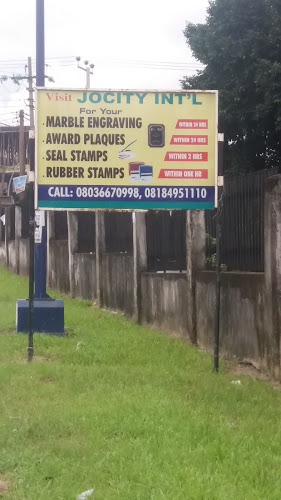 Visit JOCITY INT'L
For Your
. MARBLE ENGRAVING WITHIN 24 HRS
. AWARD PLAQUES WITHIN 24 HRS
. SEAL STAMPS WITHIN 2 HRS
. RUBBER STAMPS WITHIN ONE HR
CALL: 08036670998, 08184951110